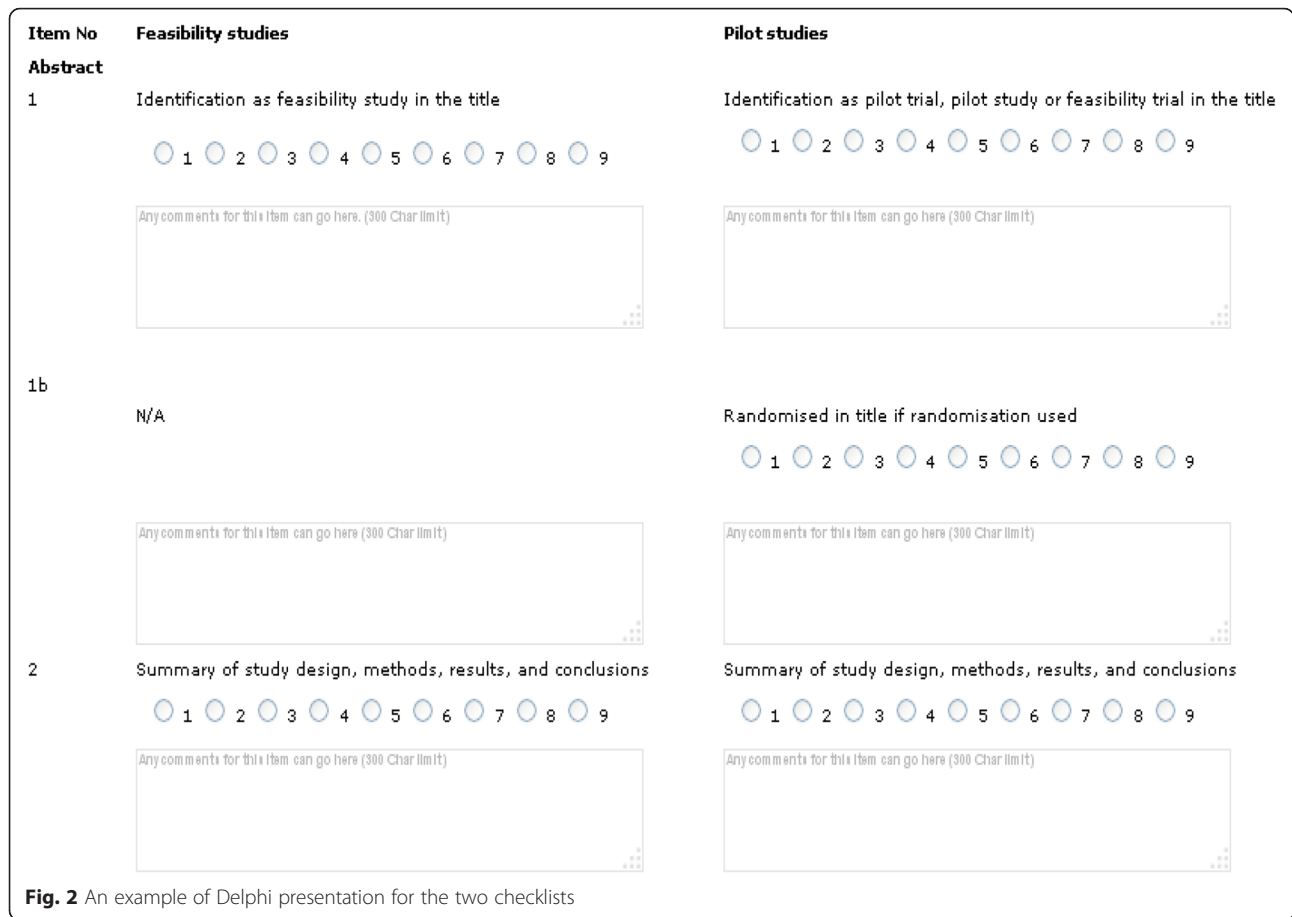 Item No Feasibility studies Pilot studies
Abstract
1 Identification as feasibility study in the title Identification as pilot trial, pilot study or feasibility trial in the title
1 2 3 4 5 6 7 8 9 1 2 3 4 5 6 7 8 9
Any comments for this item can go here. (300 Char limit) Any comments for this item can go here (300 Char limit)
1b
N/A Randomised in title if randomisation used
1 2 3 4 5 6 7 8 9
Any comments for this item can go here (300 Char limit) Any comments for this item can go here (300 Char limit)
2 Summary of study design, methods, results, and conclusions Summary of study design, methods, results, and conclusions
1 2 3 4 5 6 7 8 9 1 2 3 4 5 6 7 8 9
Any comments for this item can go here (300 Char limit) Any comments for this item can go here (300 Char limit)
Fig. 2 An example of Delphi presentation for the two checklists